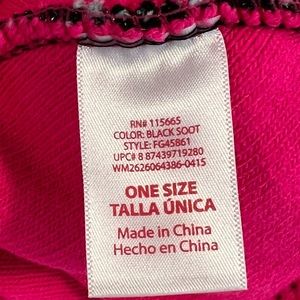 RN# 115665
COLOR: BLACK SOOT
STYLE: FG45861
UPC# 8 87439719280
WM2626064386-0415
ONE SIZE
TALLA ÚNICA
Made in China
Hecho en China